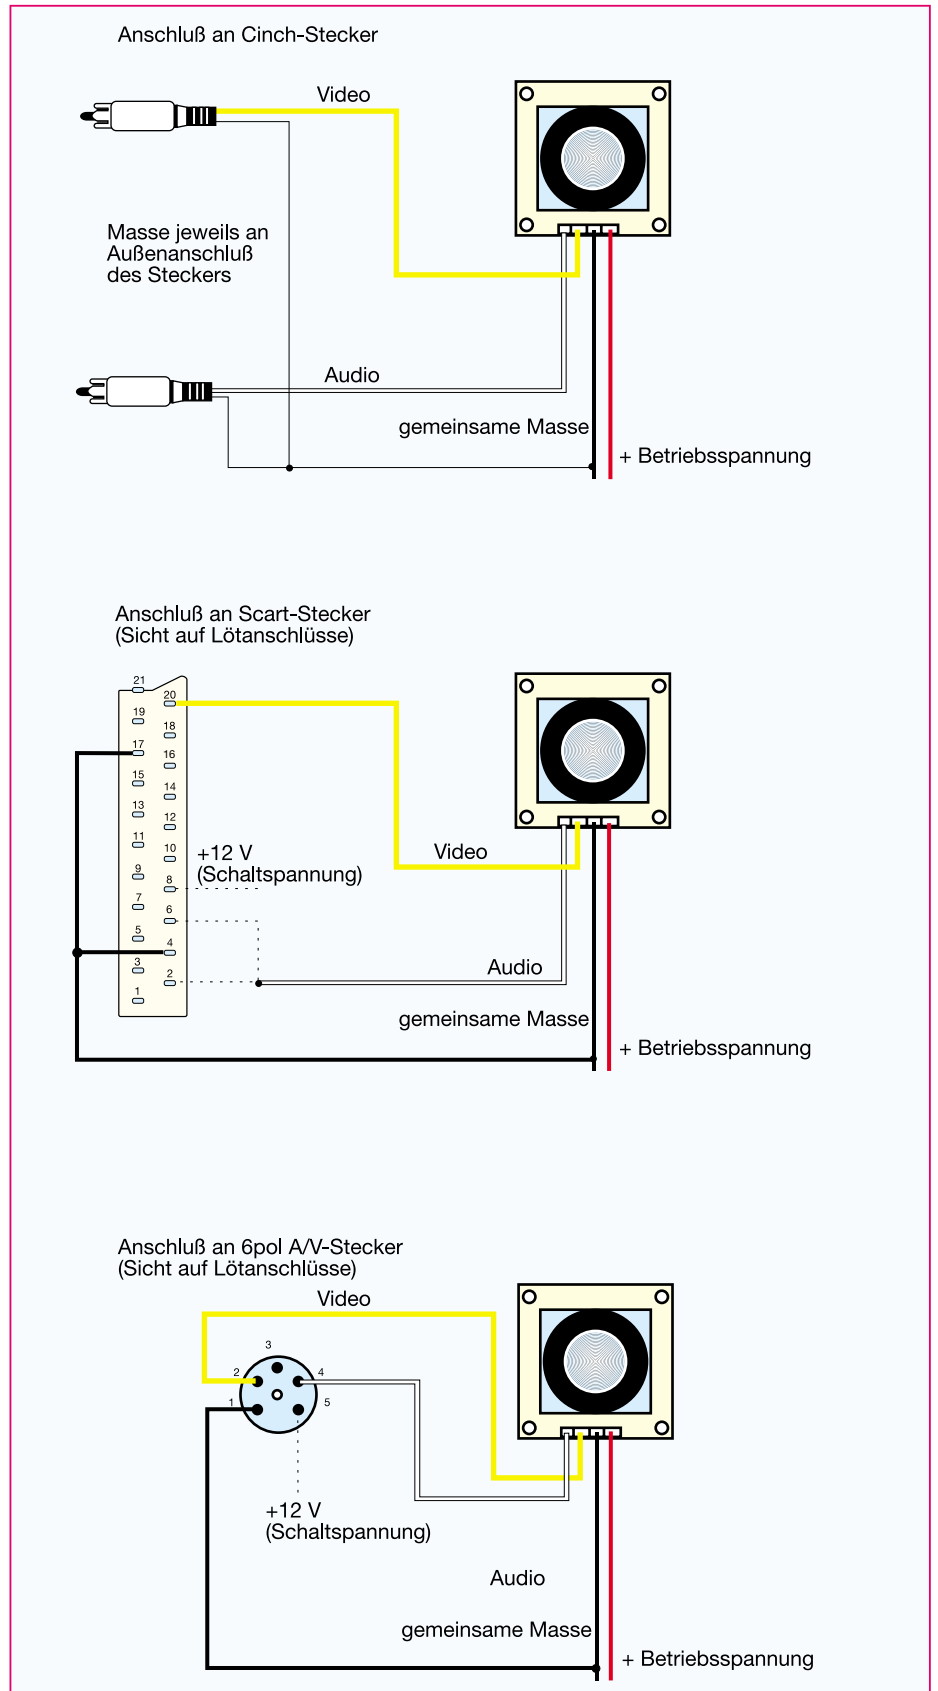 Anschluß an Cinch-Stecker
Video
Masse jeweils an
Außenanschluß
des Steckers
Audio
gemeinsame Masse
+ Betriebsspannung
Anschluß an Scart-Stecker
(Sicht auf Lötanschlüsse)
21
20
19
18
17
16
15
14
13
12
11
10
9
8
7
6
5
4
3
2
1
+12 V
(Schaltspannung)
Video
Audio
gemeinsame Masse
+ Betriebsspannung
Anschluß an 6pol A/V-Stecker
(Sicht auf Lötanschlüsse)
Video
3
2
4
1
5
+12 V
(Schaltspannung)
Audio
gemeinsame Masse
+ Betriebsspannung